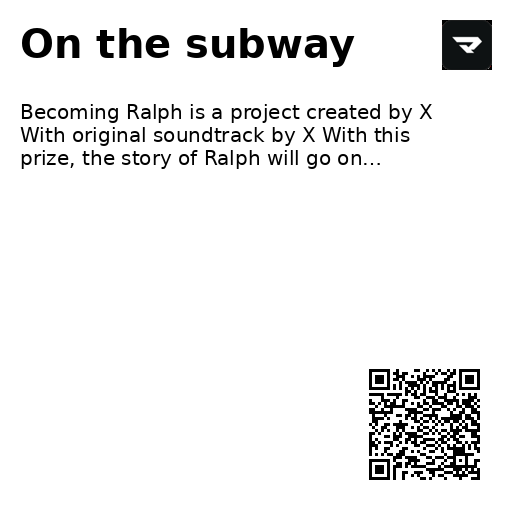 On the subway
Becoming Ralph is a project created by X
With original soundtrack by X With this
prize, the story of Ralph will go on...